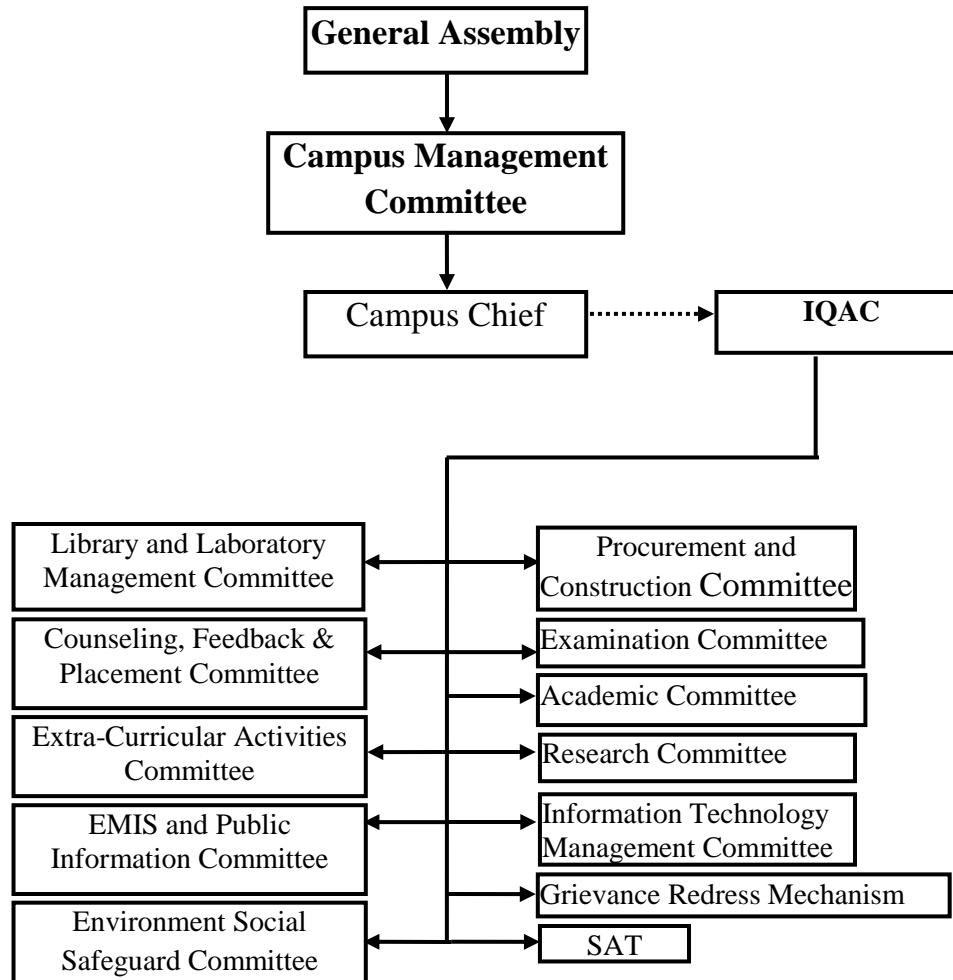 General Assembly
Campus Management
Committee
Campus Chief
IQAC
Library and Laboratory
Management Committee
Procurement and
Construction Committee
Counseling, Feedback &
Placement Committee
Examination Committee
Academic Committee
Extra-Curricular Activities
Committee
Research Committee
EMIS and Public
Information Committee
Information Technology
Management Committee
Grievance Redress Mechanism
Environment Social
Safeguard Committee
SAT